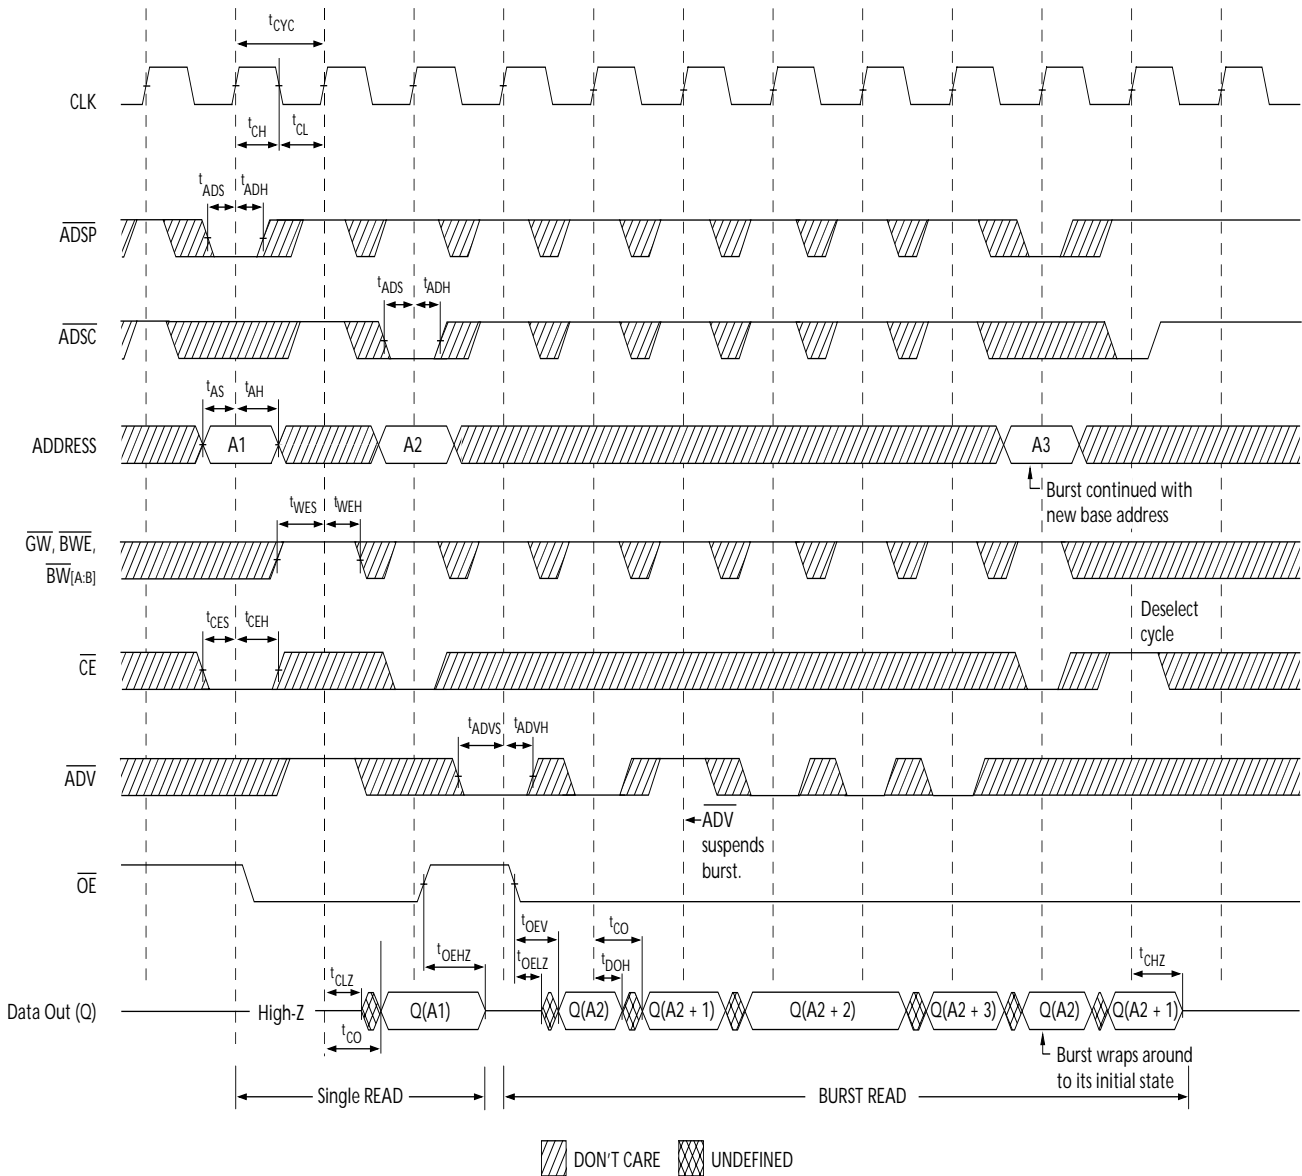 tCYC
CLK
tCH tCL
tADS tADH
ADSP
tADS tADH
ADSC
tAS tAH
ADDRESS A1 A2 A3
Burst continued with
new base address
tWES tWEH
GW, BWE,
BW[A:B]
tCES tCEH
Deselect
cycle
CE
tADVS tADVH
ADV
ADV
suspends
burst.
OE
tOEHZ tOEV tCO
tOELZ tDOH
tCLZ tCHZ
Data Out (Q) High-Z Q(A1) Q(A2) Q(A2 + 1) Q(A2 + 2) Q(A2 + 3) Q(A2) Q(A2 + 1)
tCO
Burst wraps around
to its initial state
Single READ BURST READ
DON'T CARE UNDEFINED